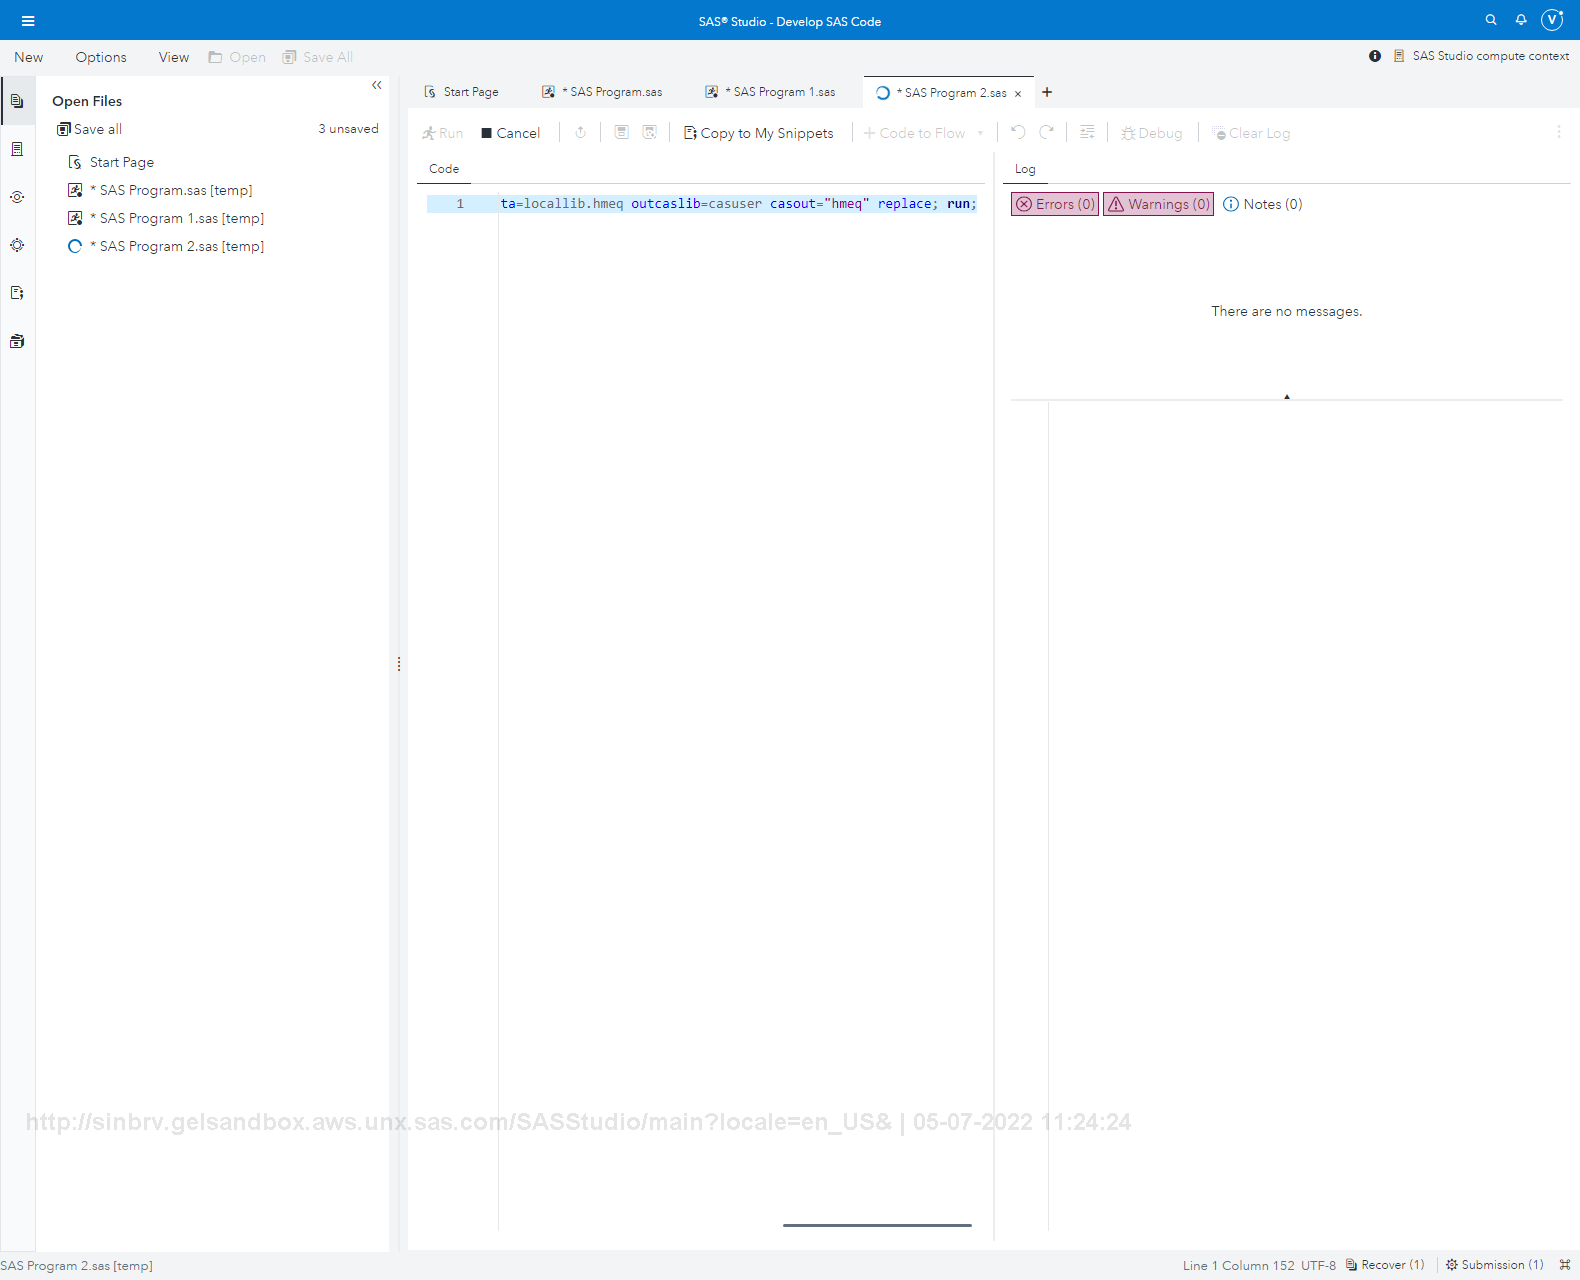 SAS® Studio - Develop SAS Code
V
New Options View Open Save All
SAS Studio compute context
Open Files
Save all 3 unsaved
Start Page
* SAS Program.sas [temp]
* SAS Program 1.sas [temp]
* SAS Program 2.sas [temp]
Start Page * SAS Program.sas * SAS Program 1.sas * SAS Program 2.sas
Run Cancel Copy to My Snippets Code to Flow Debug Clear Log
Code
1 ta=locallib.hmeq outcaslib=casuser casout="hmeq" replace; run;
Log
Errors (0) Warnings (0) Notes (0)
There are no messages.
http://sinbrv.gelsandbox.aws.unx.sas.com/SASStudio/main?locale=en_US& | 05-07-2022 11:24:24
SAS Program 2.sas [temp]
Line 1 Column 152 UTF-8 Recover (1) Submission (1)